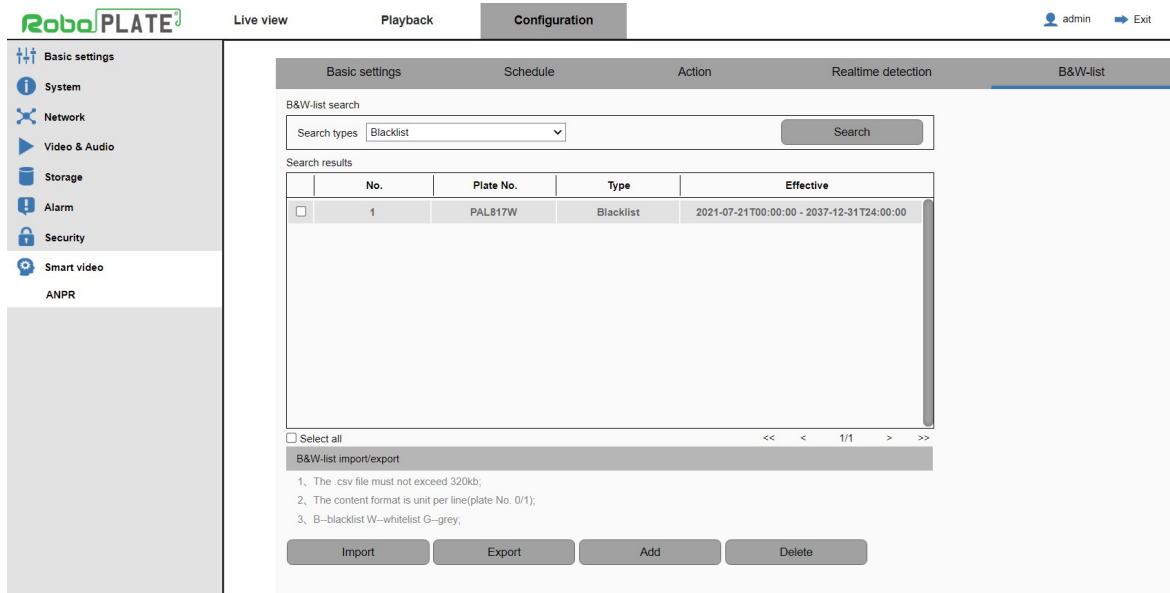 Robo PLATE Live view Playback Configuration admin Exit
Basic settings
System
Network
Video & Audio
Storage
Alarm
Security
Smart video
ANPR
Basic settings Schedule Action Realtime detection B&W-list
B&W-list search
Search types Blacklist Search
Search results
No. Plate No. Type Effective
1 PAL817W Blacklist 2021-07-21T00:00:00 - 2037-12-31T24:00:00
Select all << < 1/1 > >>
B&W-list import/export
1、The .csv file must not exceed 320kb;
2、The content format is unit per line(plate No. 0/1);
3、B--blacklist W--whitelist G--grey;
Import Export Add Delete